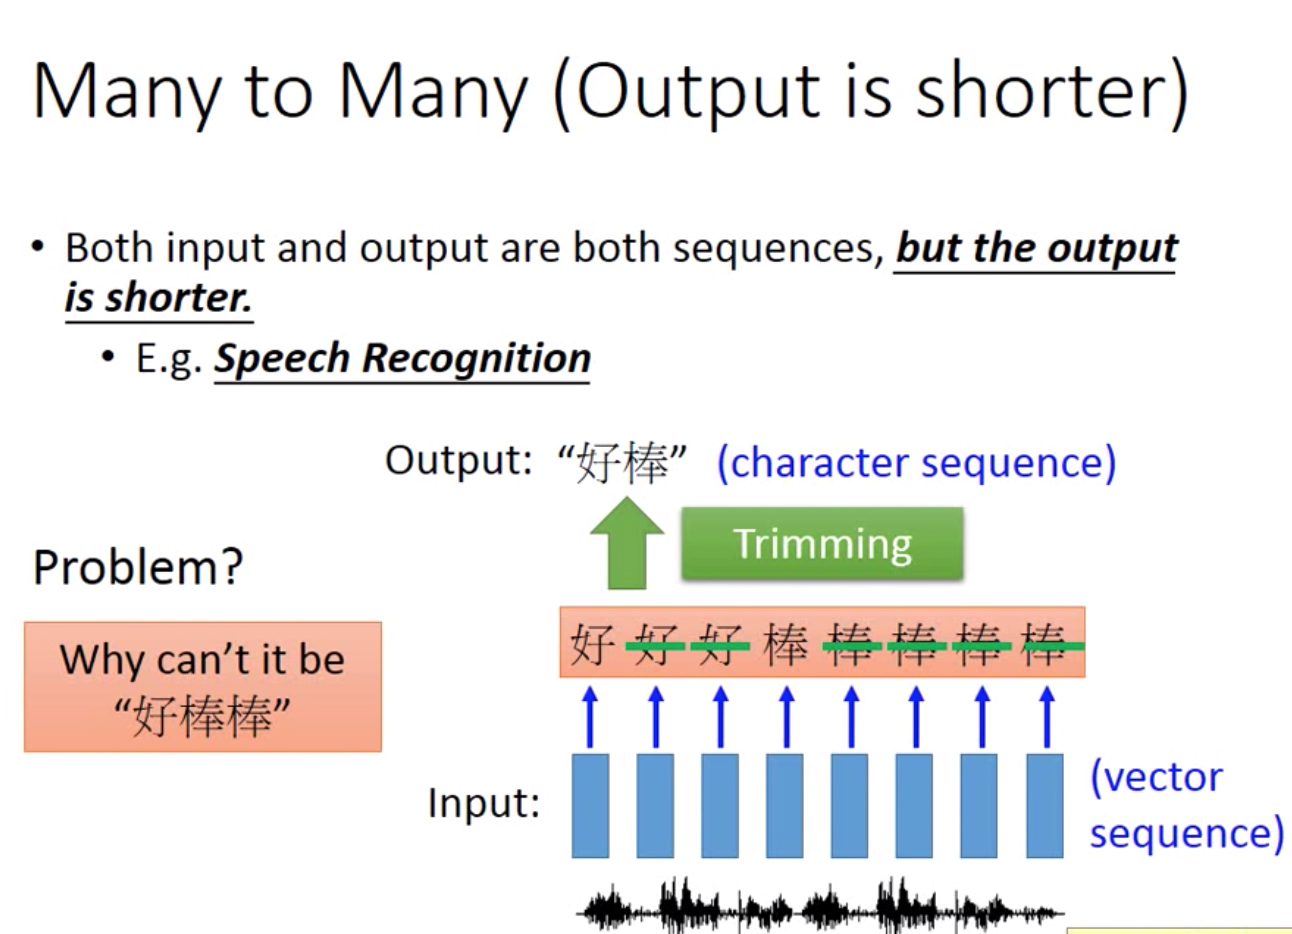 Many to Many (Output is shorter)
• Both input and output are both sequences, but the output
is shorter.
• E.g. Speech Recognition
Output: “好棒” (character sequence)
Trimming
Problem?
Why can’t it be
“好棒棒”
好 好 好 棒 棒 棒 棒 棒
Input:
(vector
sequence)